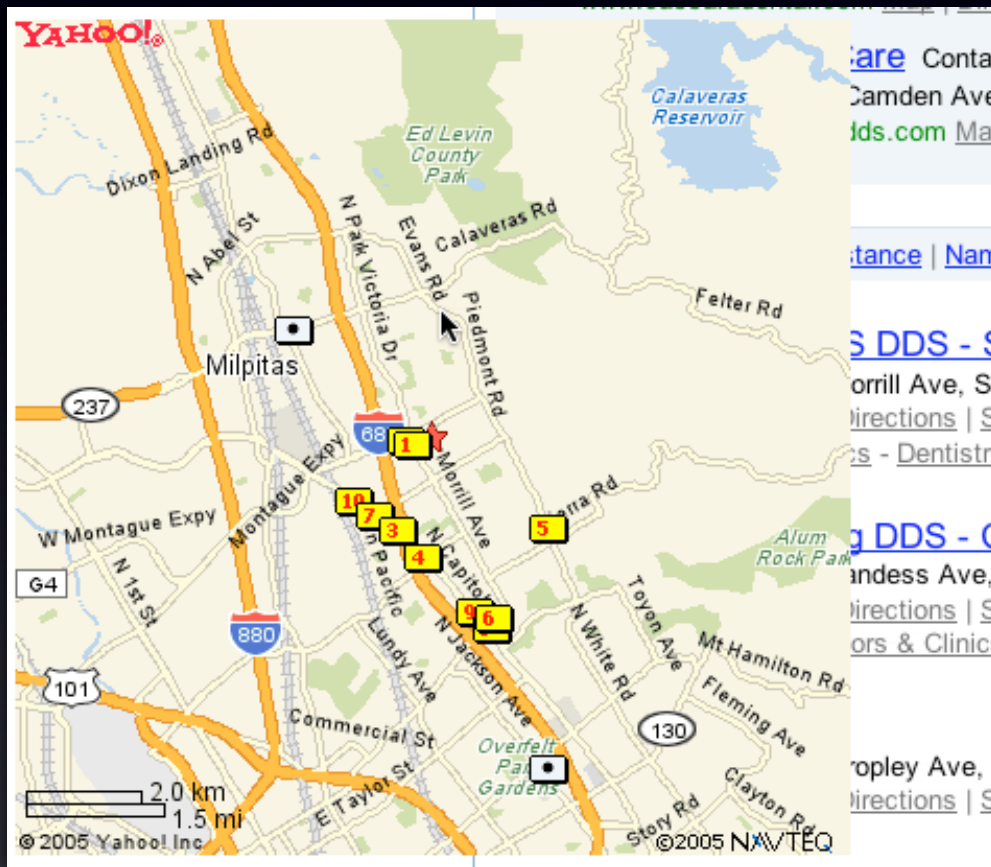 YAHOO!®
Dixon Landing Rd
N Abel St
N Park Victoria Dr
Evans Rd
Ed Levin
County
Park
Calaveras
Reservoir
Calaveras Rd
Felter Rd
Piedmont Rd
Milpitas
237
680
1
Montague Expy
Morrill Ave
10
7
3
4
5
W Montague Expy
N 1st St
G4
880
101
N Capitol
9
6
Alum
Rock Park
Toyon Ave
N White Rd
Mt Hamilton Rd
Fleming Ave
130
Lundy Ave
N Jackson Ave
Commercial St
E Taylor St
Overfelt
Gardens
Story Rd
Clayton Rd
2.0 km
1.5 mi
© 2005 Yahoo! Inc
©2005 NAVTEQ
Care Conta
Camden Ave
dds.com Ma
stance | Nam
S DDS - S
orrill Ave, S
Directions | S
cs - Dentistr
g DDS - C
andess Ave,
Directions | S
ors & Clinic
ropley Ave,
Directions | S